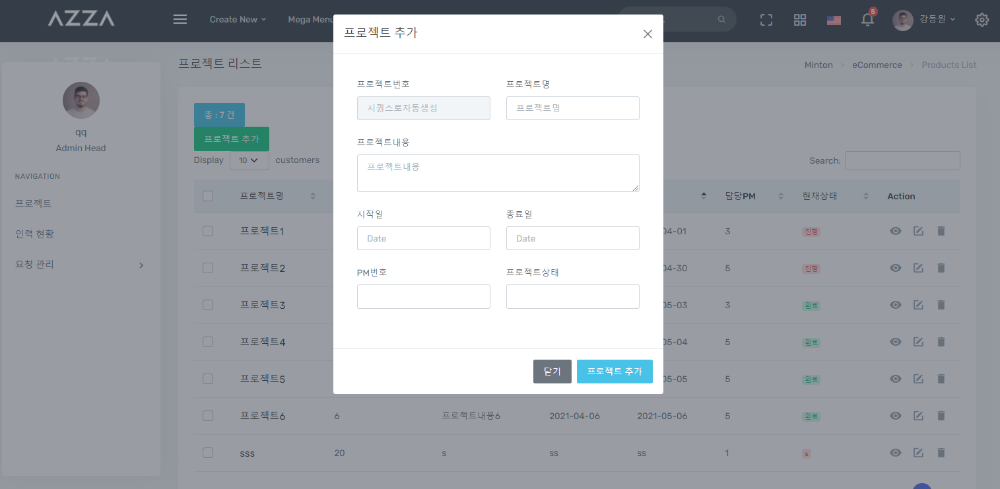 AZZA
Create New
Mega Menu
5
강동원
프로젝트 추가
프로젝트 리스트
Minton
eCommerce
Products List
qq
Admin Head
NAVIGATION
프로젝트
인력 현황
요청 관리
총 : 7 건
프로젝트 추가
Display 10 customers
Search:
프로젝트번호 프로젝트명
시퀀스로자동생성 프로젝트명
프로젝트내용
프로젝트내용
시작일 종료일
Date Date
PM번호 프로젝트상태
닫기 프로젝트 추가
프로젝트명 담당PM 현재상태 Action
프로젝트1 04-01 3 진행
프로젝트2 04-30 5 진행
프로젝트3 05-03 3 완료
프로젝트4 05-04 5 완료
프로젝트5 05-05 5 완료
프로젝트6 6 프로젝트내용6 2021-04-06 2021-05-06 5 완료
sss 20 s ss ss 1 s